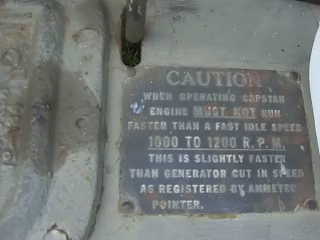 CAUTION
WHEN OPERATING CAPSTAN
ENGINE MUST NOT RUN
FASTER THAN A FAST IDLE SPEED
1000 TO 1200 R.P.M.
THIS IS SLIGHTLY FASTER
THAN GENERATOR CUT IN SPEED
AS REGISTERED BY AMMETER
POINTER.